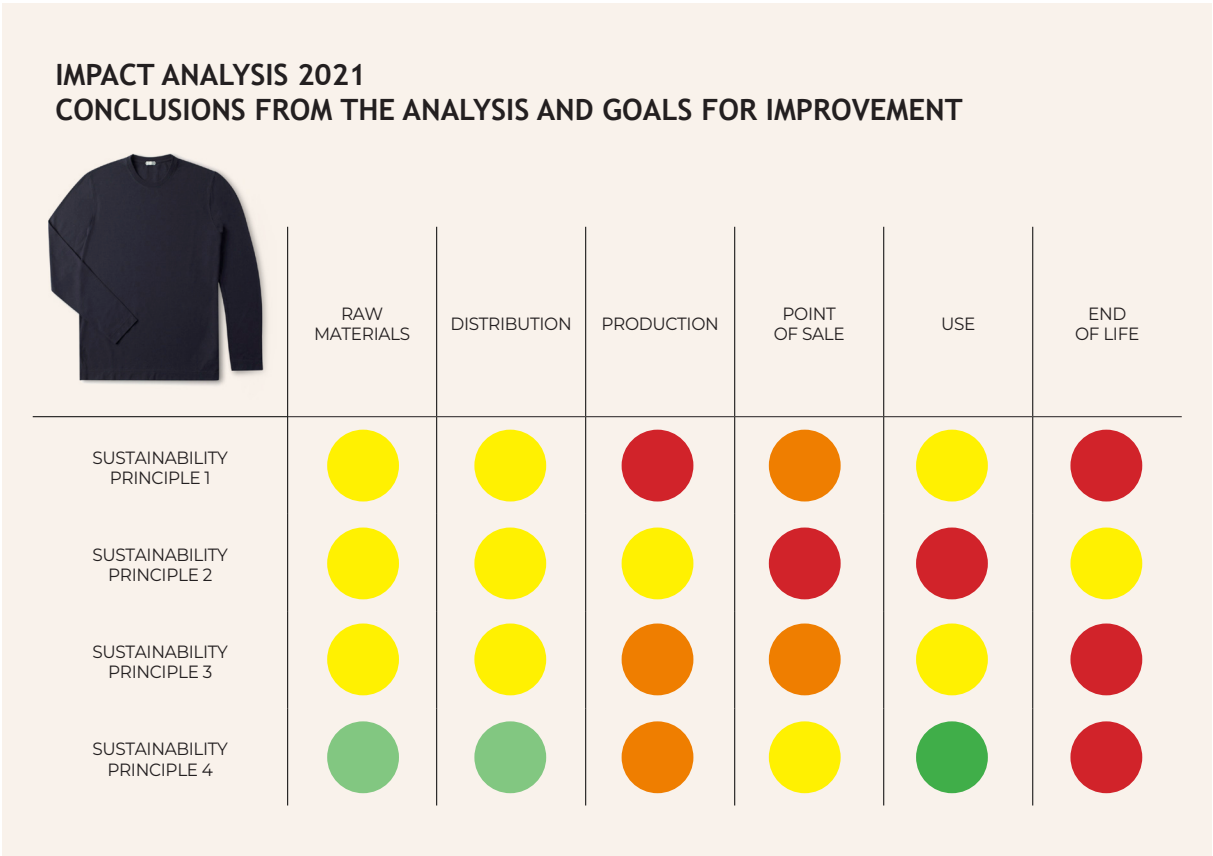 IMPACT ANALYSIS 2021
CONCLUSIONS FROM THE ANALYSIS AND GOALS FOR IMPROVEMENT
RAW
MATERIALS
DISTRIBUTION
PRODUCTION
POINT
OF SALE
USE
END
OF LIFE
SUSTAINABILITY
PRINCIPLE 1
SUSTAINABILITY
PRINCIPLE 2
SUSTAINABILITY
PRINCIPLE 3
SUSTAINABILITY
PRINCIPLE 4